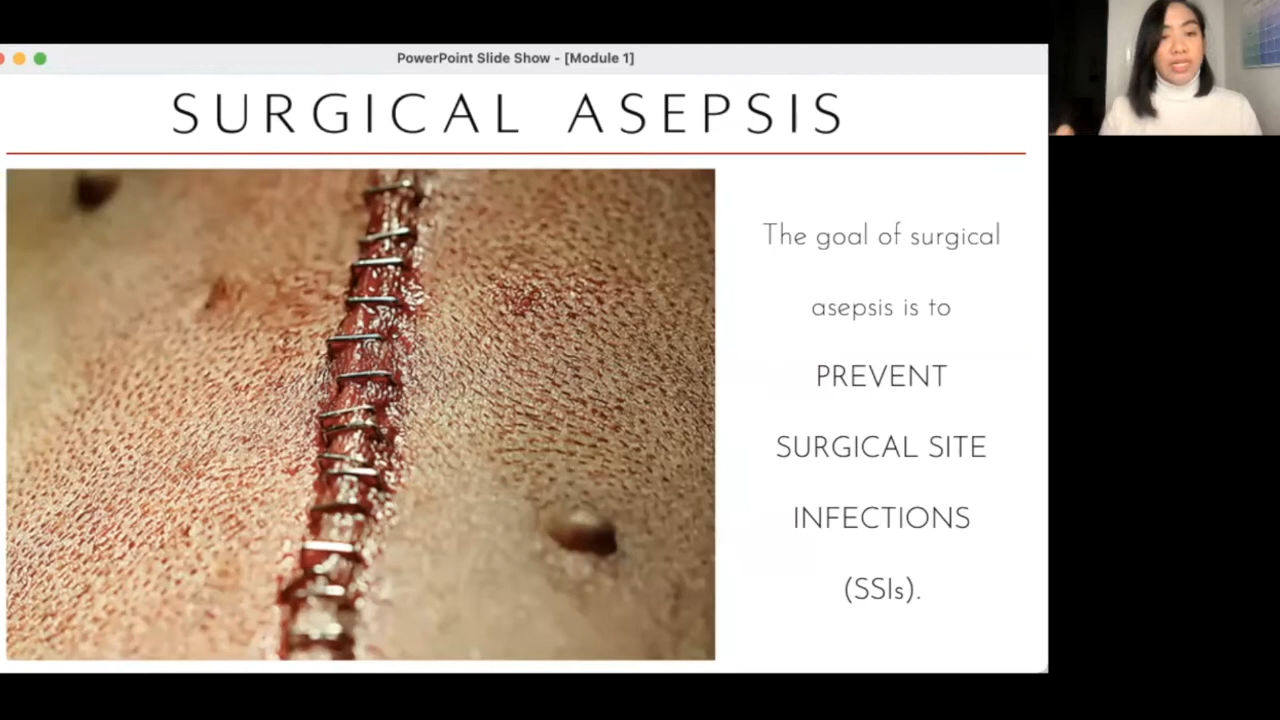 PowerPoint Slide Show - [Module 1]
SURGICAL ASEPSIS
The goal of surgical
asepsis is to
PREVENT
SURGICAL SITE
INFECTIONS
(SSIs).